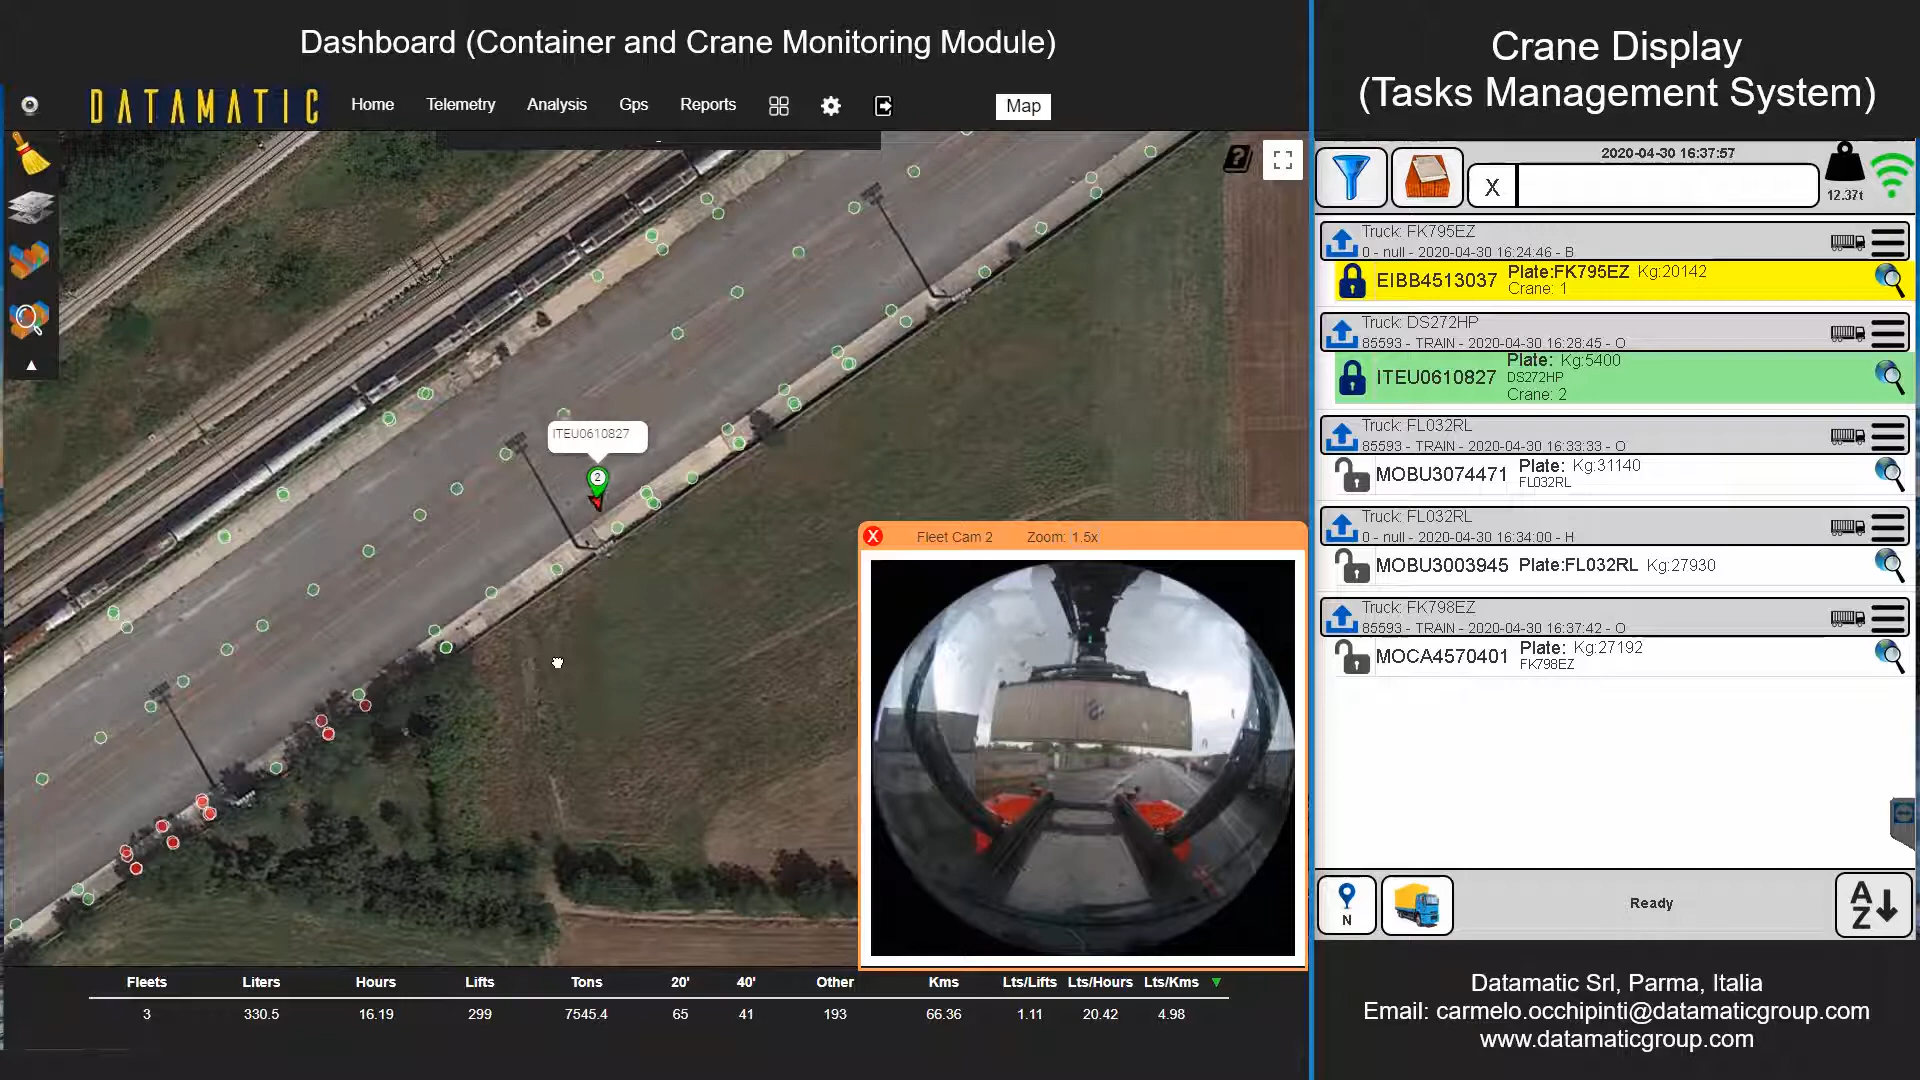 Dashboard (Container and Crane Monitoring Module)
DATAMATIC
Home Telemetry Analysis Gps Reports
Map
ITEU0610827
2
X Fleet Cam 2 Zoom: 1.5x
Fleets Liters Hours Lifts Tons 20' 40' Other Kms Lts/Lifts Lts/Hours Lts/Kms
3 330.5 16.19 299 7545.4 65 41 193 66.36 1.11 20.42 4.98
Crane Display
(Tasks Management System)
2020-04-30 16:37:57
X
12.37t
Truck: FK795EZ
0 - null - 2020-04-30 16:24:46 - B
EIBB4513037 Plate:FK795EZ Kg:20142
Crane: 1
Truck: DS272HP
85593 - TRAIN - 2020-04-30 16:28:45 - O
ITEU0610827 Plate: Kg:5400
DS272HP
Crane: 2
Truck: FL032RL
85593 - TRAIN - 2020-04-30 16:33:33 - O
MOBU3074471 Plate: Kg:31140
FL032RL
Truck: FL032RL
0 - null - 2020-04-30 16:34:00 - H
MOBU3003945 Plate:FL032RL Kg:27930
Truck: FK798EZ
85593 - TRAIN - 2020-04-30 16:37:42 - O
MOCA4570401 Plate: Kg:27192
FK798EZ
N
Ready
A
Z
Datamatic Srl, Parma, Italia
Email: carmelo.occhipinti@datamaticgroup.com
www.datamaticgroup.com